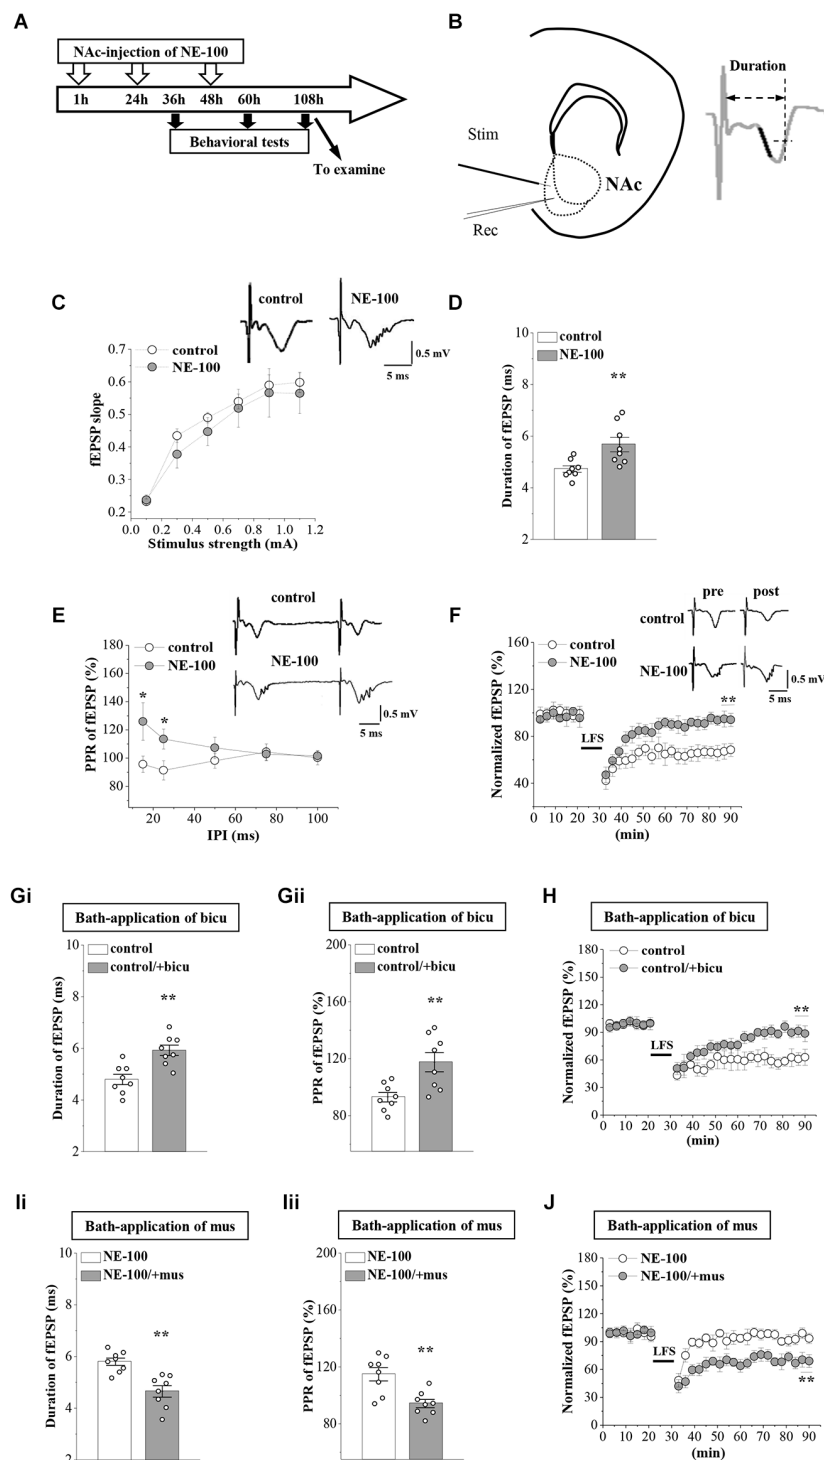 A
NAc-injection of NE-100
1h 24h 36h 48h 60h 108h
Behavioral tests
To examine
B
Stim
Rec
NAc
Duration
C
control NE-100
0.5 mV
5 ms
control
NE-100
0.7
0.6
0.5
0.4
0.3
0.2
fEPSP slope
0.0 0.2 0.4 0.6 0.8 1.0 1.2
Stimulus strength (mA)
D
control
NE-100
**
10
8
6
4
2
Duration of fEPSP (ms)
E
control
NE-100
0.5 mV
5 ms
control
NE-100
* *
180
160
140
120
100
80
PPR of fEPSP (%)
20 40 60 80 100
IPI (ms)
F
pre post
control
NE-100
0.5 mV
5 ms
control
NE-100
**
LFS
160
120
80
40
Normalized fEPSP (%)
0 10 20 30 40 50 60 70 80 90
(min)
Gi
Bath-application of bicu
control
control/+bicu
**
10
8
6
4
2
Duration of fEPSP (ms)
Gii
Bath-application of bicu
control
control/+bicu
**
200
160
120
80
PPR of fEPSP (%)
H
Bath-application of bicu
control
control/+bicu
**
LFS
180
150
120
90
60
30
0
Normalized fEPSP (%)
0 10 20 30 40 50 60 70 80 90
(min)
Ii
Bath-application of mus
NE-100
NE-100/+mus
**
10
8
6
4
2
Duration of fEPSP (ms)
Iii
Bath-application of mus
NE-100
NE-100/+mus
**
200
160
120
80
PPR of fEPSP (%)
J
Bath-application of mus
NE-100
NE-100/+mus
LFS
**
180
150
120
90
60
30
0
Normalized fEPSP (%)
0 10 20 30 40 50 60 70 80 90
(min)